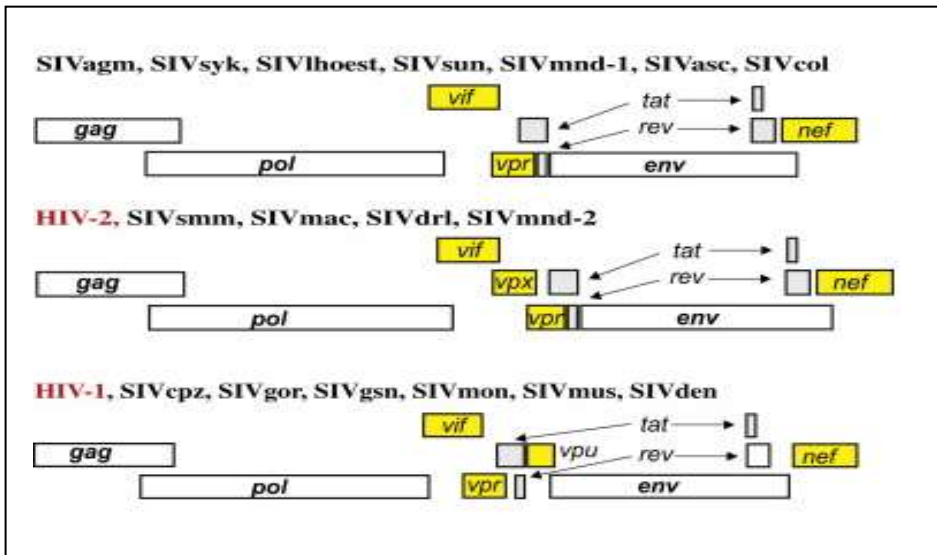 SIVagm, SIVsyk, SIVlhoest, SIVsun, SIVmnd-1, SIVasc, SIVcol
vif tat
gag rev nef
pol vpr env
HIV-2, SIVsmm, SIVmac, SIVdrl, SIVmnd-2
vif tat
gag vpx rev nef
pol vpr env
HIV-1, SIVcpz, SIVgor, SIVgsn, SIVmon, SIVmus, SIVden
vif tat
gag vpu rev nef
pol vpr env